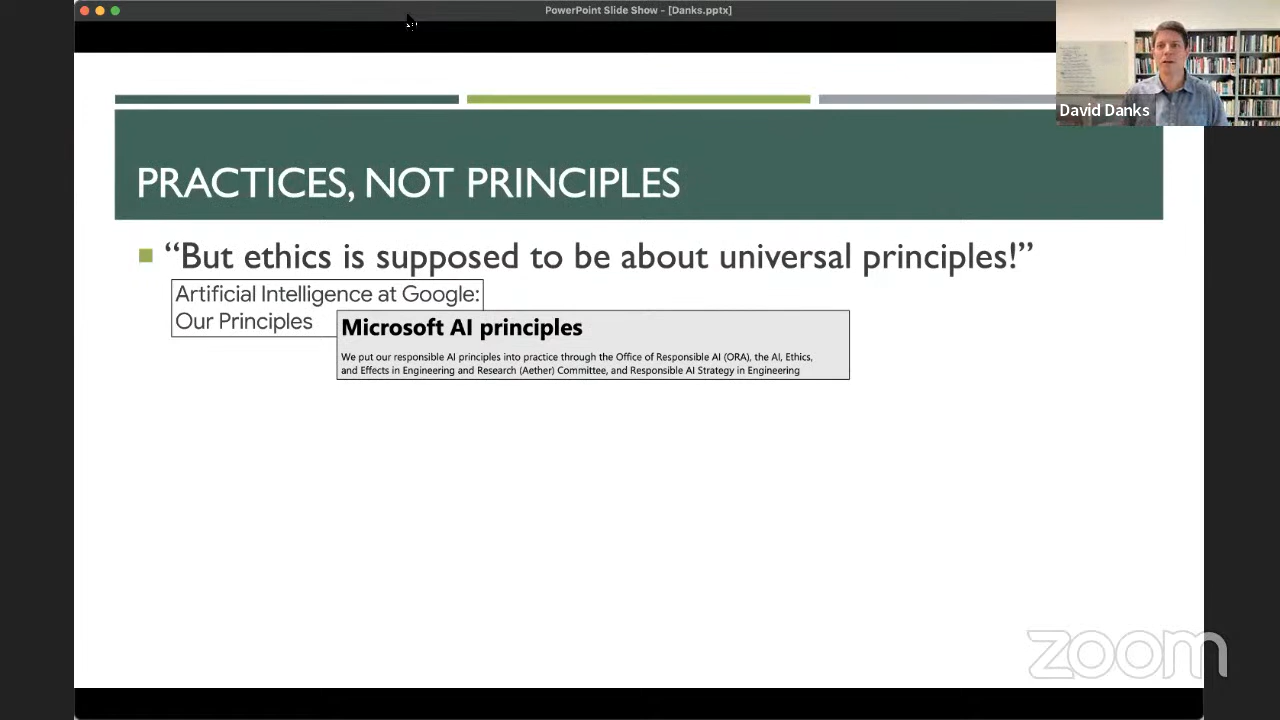 PowerPoint Slide Show - [Danks.pptx]
David Danks
PRACTICES, NOT PRINCIPLES
“But ethics is supposed to be about universal principles!”
Artificial Intelligence at Google:
Our Principles
Microsoft AI principles
We put our responsible AI principles into practice through the Office of Responsible AI (ORA), the AI, Ethics,
and Effects in Engineering and Research (Aether) Committee, and Responsible AI Strategy in Engineering
zoom